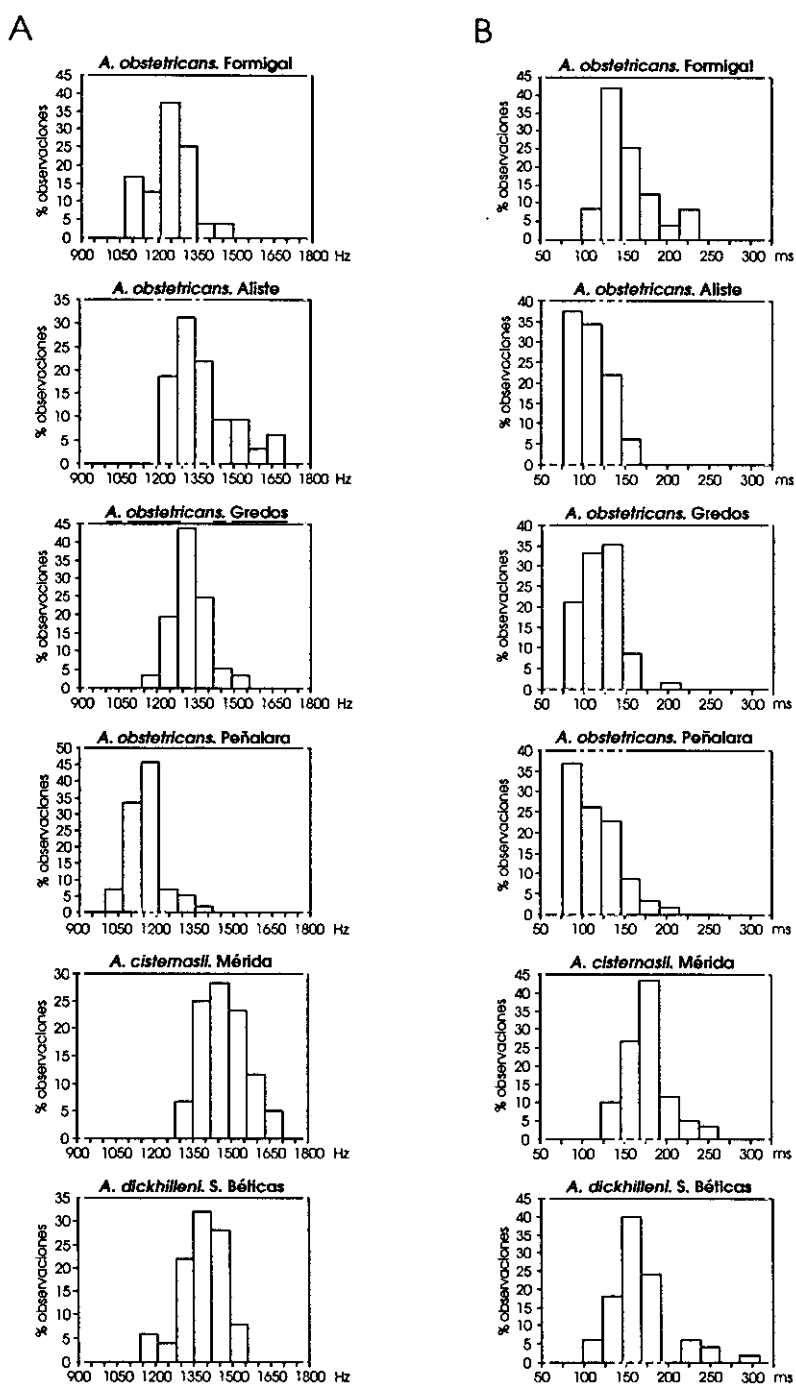 A
B
A. obstetricans. Formigal
45
40
35
30
25
20
15
10
5
0
% observaciones
900 1050 1200 1350 1500 1650 1800 Hz
A. obstetricans. Formigal
45
40
35
30
25
20
15
10
5
0
% observaciones
50 100 150 200 250 300 ms
A. obstetricans. Aliste
35
30
25
20
15
10
5
0
% observaciones
900 1050 1200 1350 1500 1650 1800 Hz
A. obstetricans. Aliste
40
35
30
25
20
15
10
5
0
% observaciones
50 100 150 200 250 300 ms
A. obstetricans. Gredos
45
40
35
30
25
20
15
10
5
0
% observaciones
900 1050 1200 1350 1500 1650 1800 Hz
A. obstetricans. Gredos
40
35
30
25
20
15
10
5
0
% observaciones
50 100 150 200 250 300 ms
A. obstetricans. Peñalara
50
45
40
35
30
25
20
15
10
5
0
% observaciones
900 1050 1200 1350 1500 1650 1800 Hz
A. obstetricans. Peñalara
40
35
30
25
20
15
10
5
0
% observaciones
50 100 150 200 250 300 ms
A. cisternasii. Mérida
30
25
20
15
10
5
0
% observaciones
900 1050 1200 1350 1500 1650 1800 Hz
A. cisternasii. Mérida
45
40
35
30
25
20
15
10
5
0
% observaciones
50 100 150 200 250 300 ms
A. dickhilleni. S. Béticas
35
30
25
20
15
10
5
0
% observaciones
900 1050 1200 1350 1500 1650 1800 Hz
A. dickhilleni. S. Béticas
45
40
35
30
25
20
15
10
5
0
% observaciones
50 100 150 200 250 300 ms